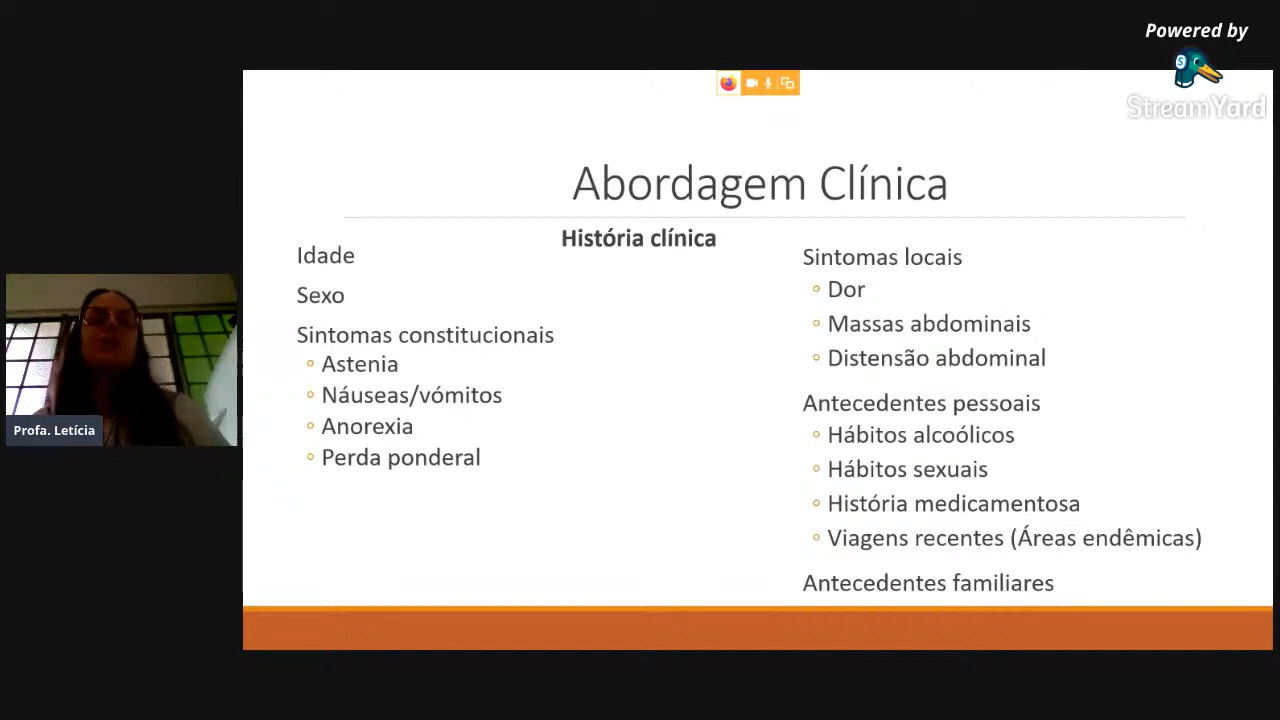 Powered by
StreamYard
Abordagem Clínica
História clínica
Idade
Sexo
Sintomas constitucionais
Astenia
Náuseas/vómitos
Anorexia
Perda ponderal
Sintomas locais
Dor
Massas abdominais
Distensão abdominal
Antecedentes pessoais
Hábitos alcoólicos
Hábitos sexuais
História medicamentosa
Viagens recentes (Áreas endêmicas)
Antecedentes familiares
Profa. Letícia